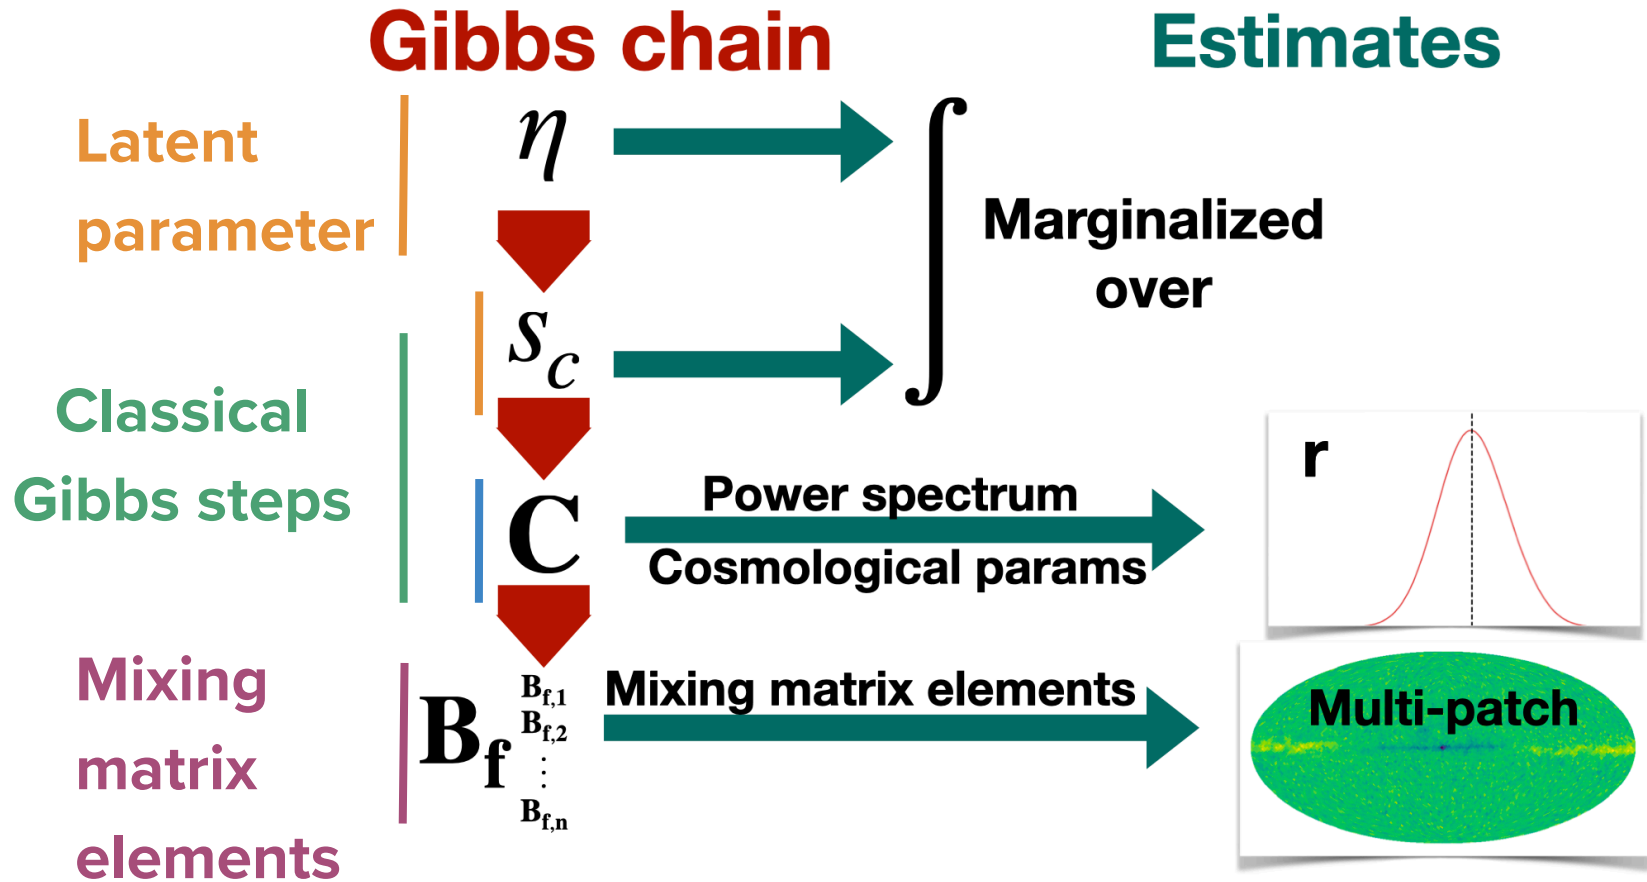 Gibbs chain
Estimates
Latent
parameter
η
Marginalized
over
∫
s_c
Classical
Gibbs steps
C
Power spectrum
Cosmological params
r
Mixing
matrix
elements
B_f
B_f,1
B_f,2
⋮
B_f,n
Mixing matrix elements
Multi-patch